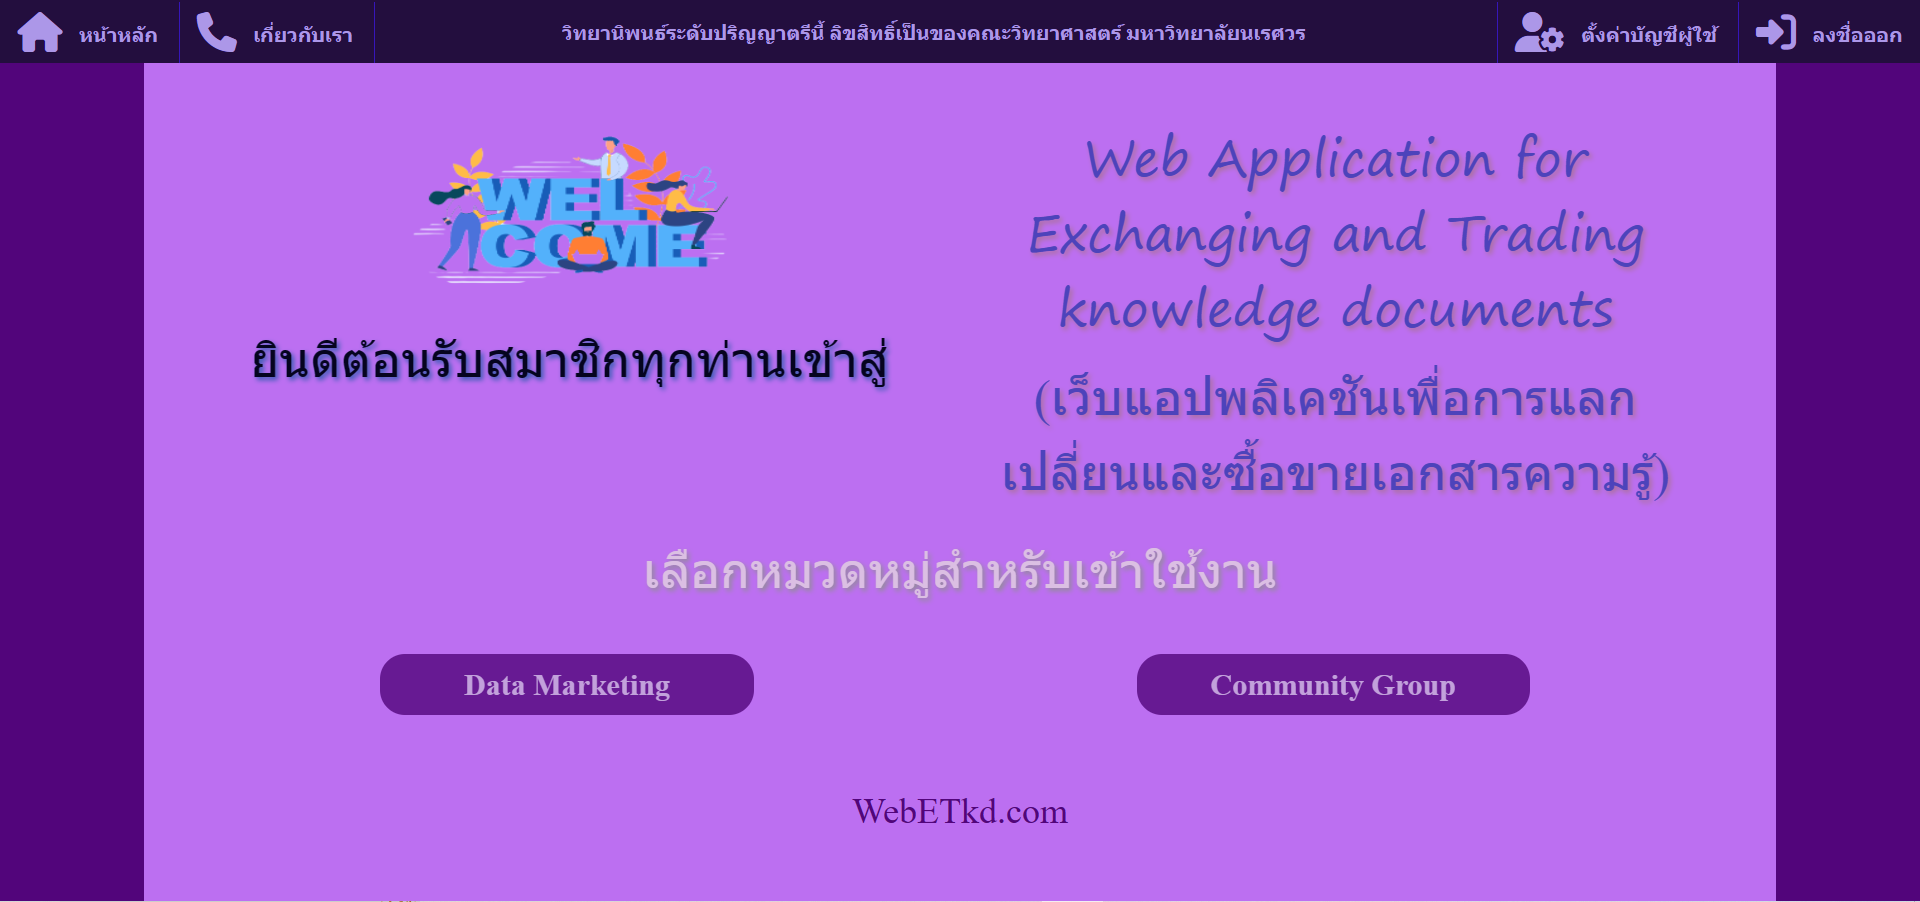 หน้าหลัก
เกี่ยวกับเรา
วิทยานิพนธ์ระดับปริญญาตรีนี้ ลิขสิทธิ์เป็นของคณะวิทยาศาสตร์ มหาวิทยาลัยนเรศวร
ตั้งค่าบัญชีผู้ใช้
ลงชื่อออก
WEL
COME
ยินดีต้อนรับสมาชิกทุกท่านเข้าสู่
Web Application for
Exchanging and Trading
knowledge documents
(เว็บแอปพลิเคชันเพื่อการแลก
เปลี่ยนและซื้อขายเอกสารความรู้)
เลือกหมวดหมู่สำหรับเข้าใช้งาน
Data Marketing
Community Group
WebETkd.com